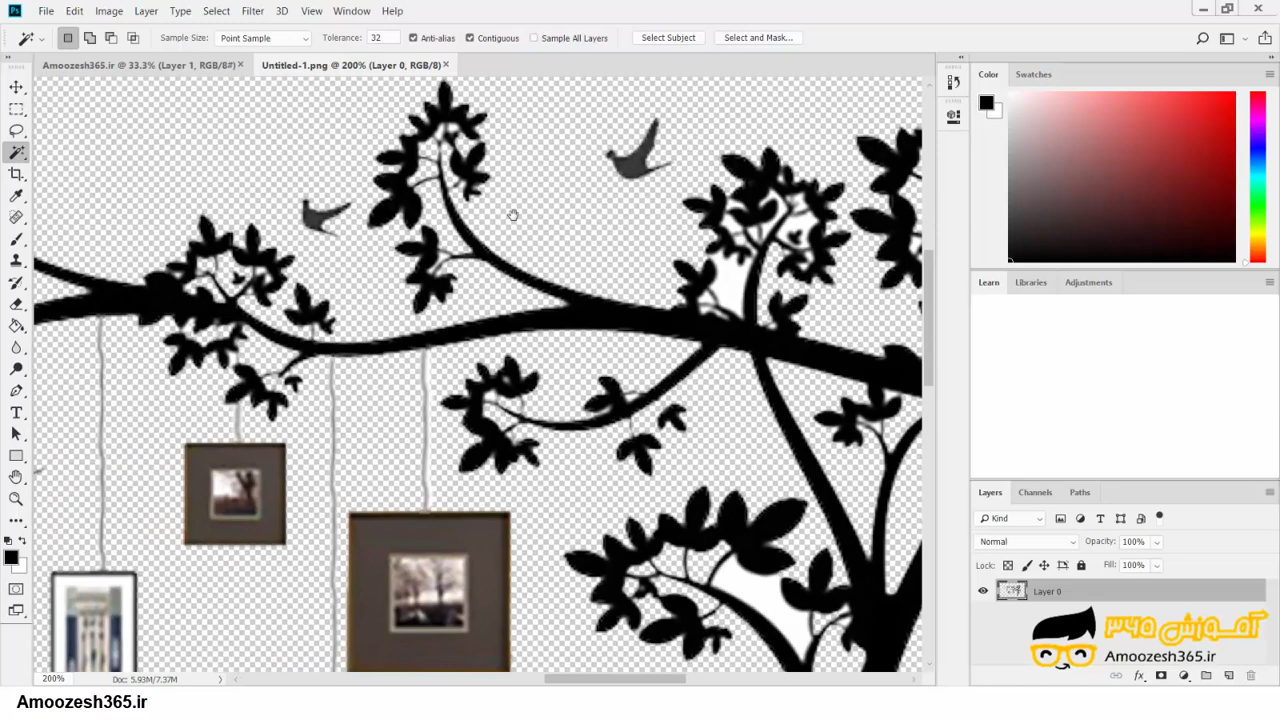 File Edit Image Layer Type Select Filter 3D View Window Help
Sample Size: Point Sample Tolerance: 32 Anti-alias Contiguous Sample All Layers Select Subject Select and Mask...
Amoozesh365.ir @ 33.3% (Layer 1, RGB/8#) × Untitled-1.png @ 200% (Layer 0, RGB/8) ×
Color Swatches
Learn Libraries Adjustments
Layers Channels Paths
Kind
Normal Opacity: 100%
Lock: Fill: 100%
Layer 0
آمـوزش ۳۶۵
Amoozesh365.ir
200% Doc: 5.93M/7.37M
Amoozesh365.ir